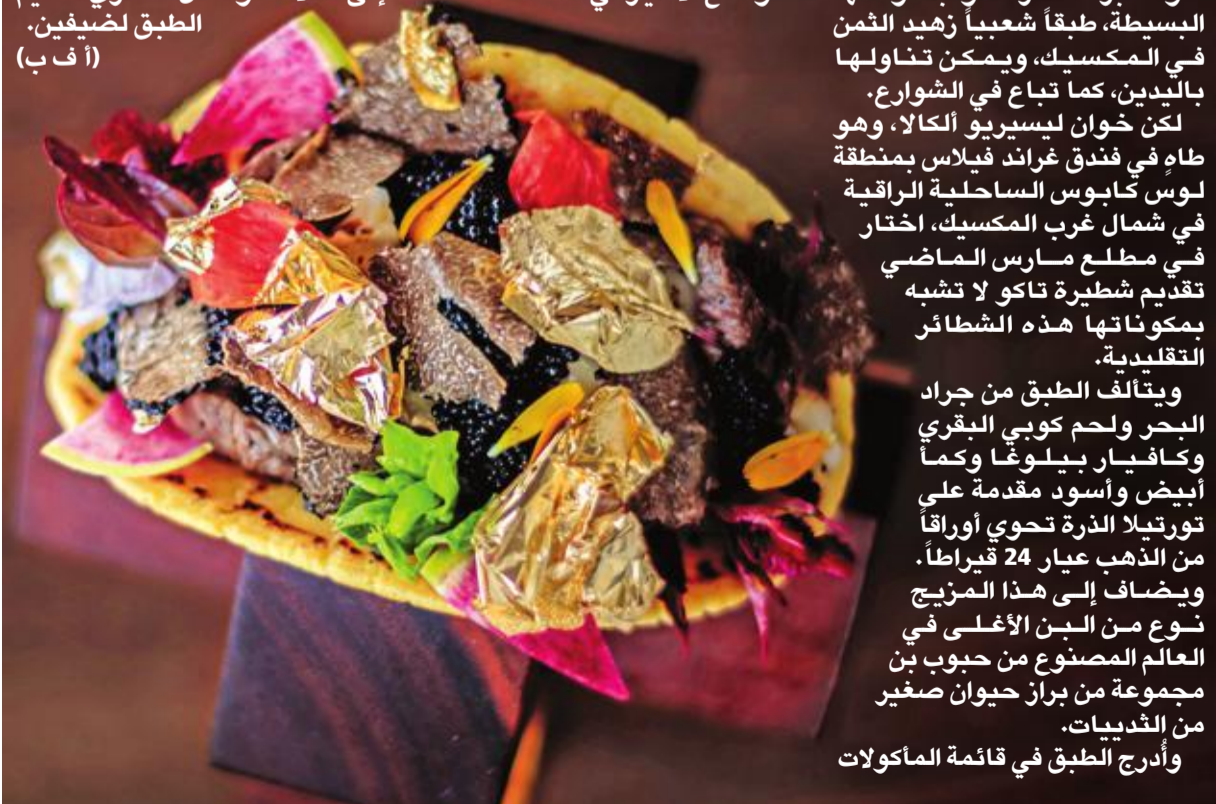 البسيطة، طبقاً شعبياً زهيد الثمن
في المكسيك، ويمكن تناولها
باليدين، كما تباع في الشوارع.
لكن خوان ليسيريو ألكالا، وهو
طاهٍ في فندق غراند فيلاس بمنطقة
لوس كابوس الساحلية الراقية
في شمال غرب المكسيك، اختار
في مطلع مارس الماضي
تقديم شطيرة تاكو لا تشبه
بمكوناتها هذه الشطائر
التقليدية.
ويتألف الطبق من جراد
البحر ولحم كوبي البقري
وكافيار بيلوغا وكمأ
أبيض وأسود مقدمة على
تورتيلا الذرة تحوي أوراقاً
من الذهب عيار 24 قيراطاً.
ويضاف إلى هذا المزيج
نوع من البن الأغلى في
العالم المصنوع من حبوب بن
مجموعة من براز حيوان صغير
من الثدييات.
وأُدرج الطبق في قائمة المأكولات
الطبق لضيفين.
(أ ف ب)